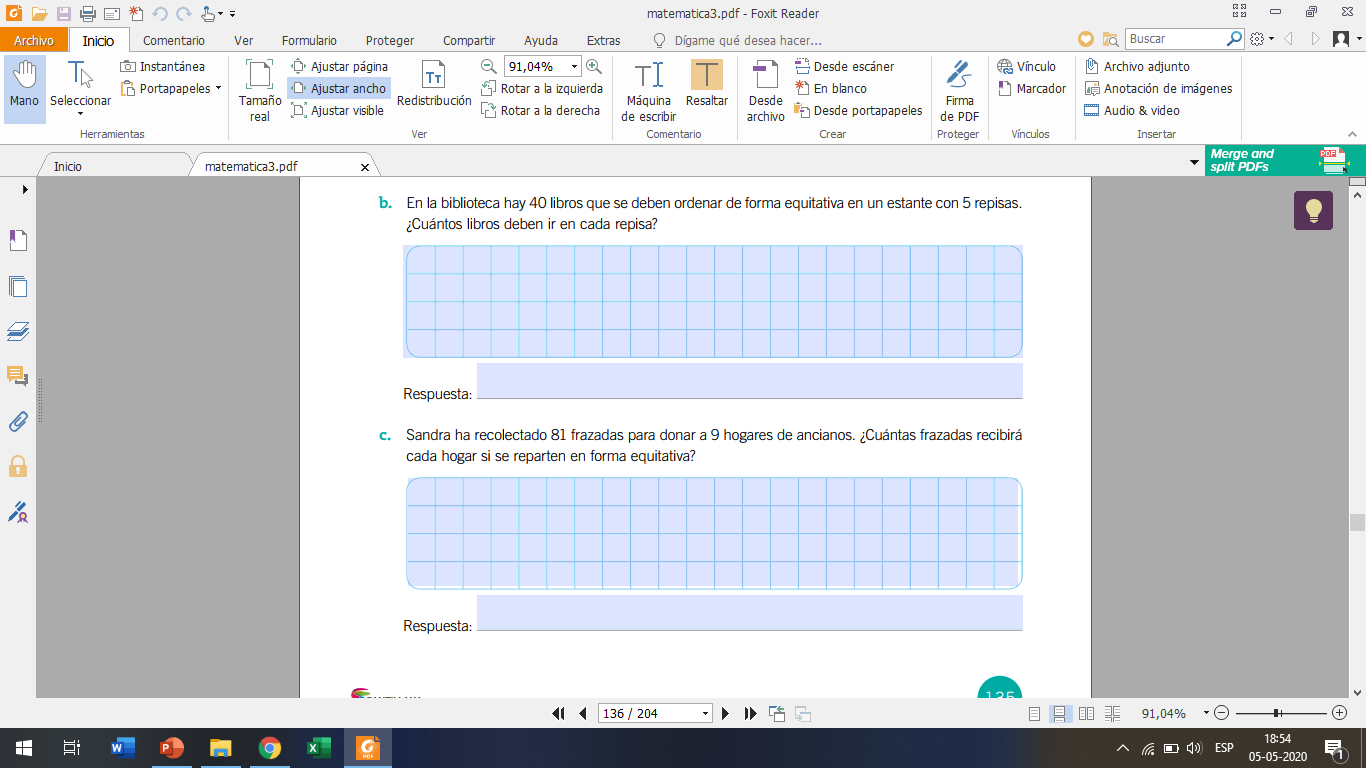 matematica3.pdf - Foxit Reader
Archivo Inicio Comentario Ver Formulario Proteger Compartir Ayuda Extras Dígame qué desea hacer... Buscar
Mano
Seleccionar
Instantánea
Portapapeles
Herramientas
Tamaño real
Ajustar página
Ajustar ancho
Ajustar visible
Redistribución
91,04%
Rotar a la izquierda
Rotar a la derecha
Ver
Máquina de escribir
Resaltar
Comentario
Desde archivo
Desde escáner
En blanco
Desde portapapeles
Crear
Firma de PDF
Proteger
Vínculo
Marcador
Vínculos
Archivo adjunto
Anotación de imágenes
Audio & video
Insertar
Inicio
matematica3.pdf
Merge and
split PDFs
PDF
b. En la biblioteca hay 40 libros que se deben ordenar de forma equitativa en un estante con 5 repisas.
¿Cuántos libros deben ir en cada repisa?
Respuesta:
c. Sandra ha recolectado 81 frazadas para donar a 9 hogares de ancianos. ¿Cuántas frazadas recibirá
cada hogar si se reparten en forma equitativa?
Respuesta:
135
136 / 204
91,04%
ESP
18:54
05-05-2020
1